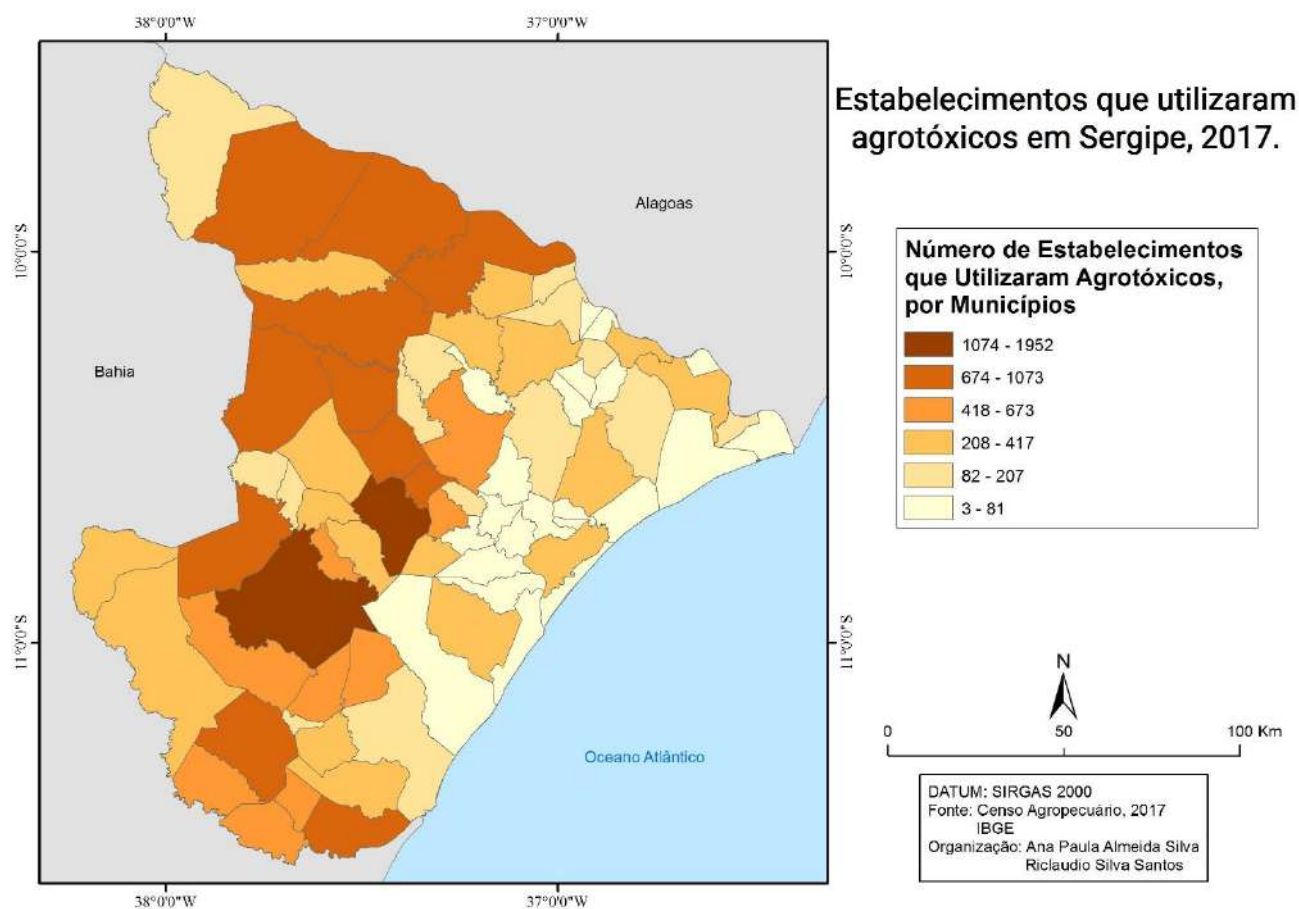 38°0'0"W
37°0'0"W
Estabelecimentos que utilizaram
agrotóxicos em Sergipe, 2017.
Alagoas
10°0'0"S
10°0'0"S
Número de Estabelecimentos
que Utilizaram Agrotóxicos,
por Municípios
1074 - 1952
674 - 1073
418 - 673
208 - 417
82 - 207
3 - 81
Bahia
11°0'0"S
11°0'0"S
N
0
50
100 Km
Oceano Atlântico
DATUM: SIRGAS 2000
Fonte: Censo Agropecuário, 2017
IBGE
Organização: Ana Paula Almeida Silva
Riclaudio Silva Santos
38°0'0"W
37°0'0"W